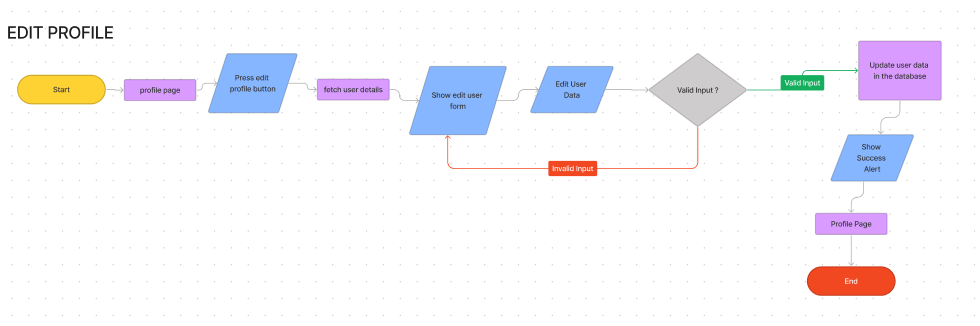 EDIT PROFILE
Start
profile page
Press edit
profile button
fetch user details
Show edit user
form
Edit User
Data
Valid Input ?
Valid Input
Update user data
in the database
Invalid Input
Show
Success
Alert
Profile Page
End